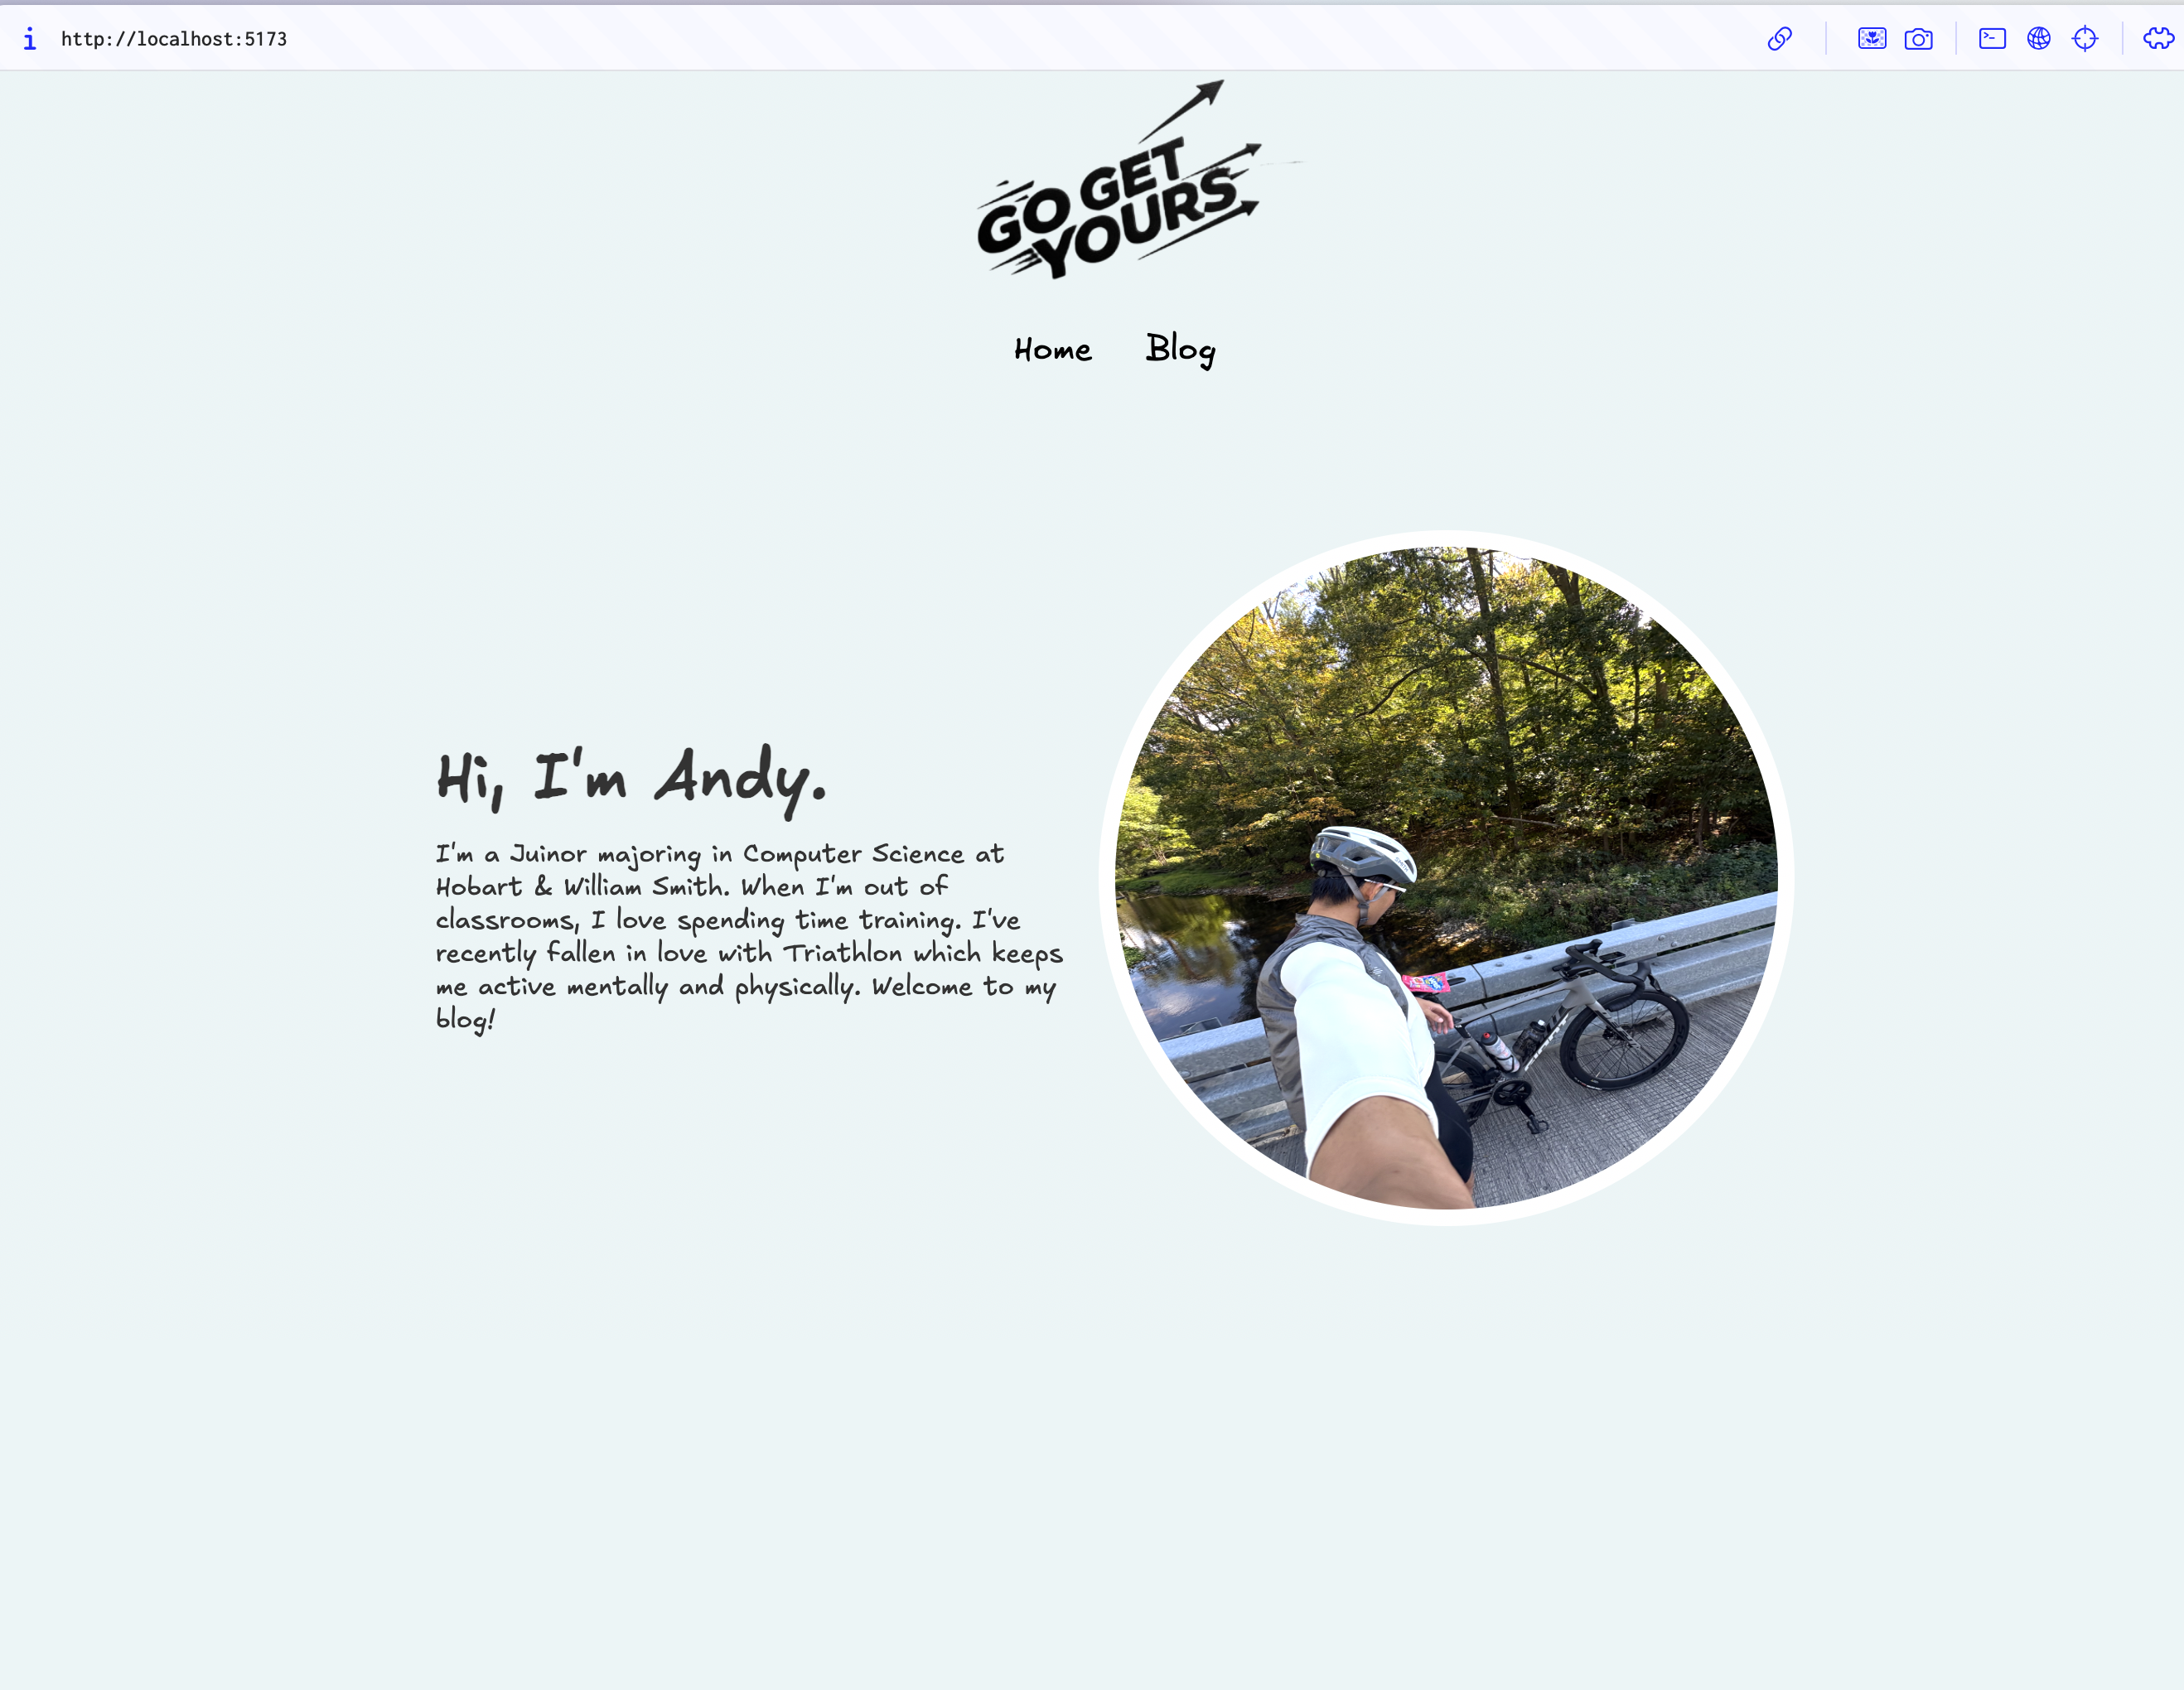 http://localhost:5173
GO GET
YOURS
Home Blog
Hi, I'm Andy.
I'm a Juinor majoring in Computer Science at
Hobart & William Smith. When I'm out of
classrooms, I love spending time training. I've
recently fallen in love with Triathlon which keeps
me active mentally and physically. Welcome to my
blog!